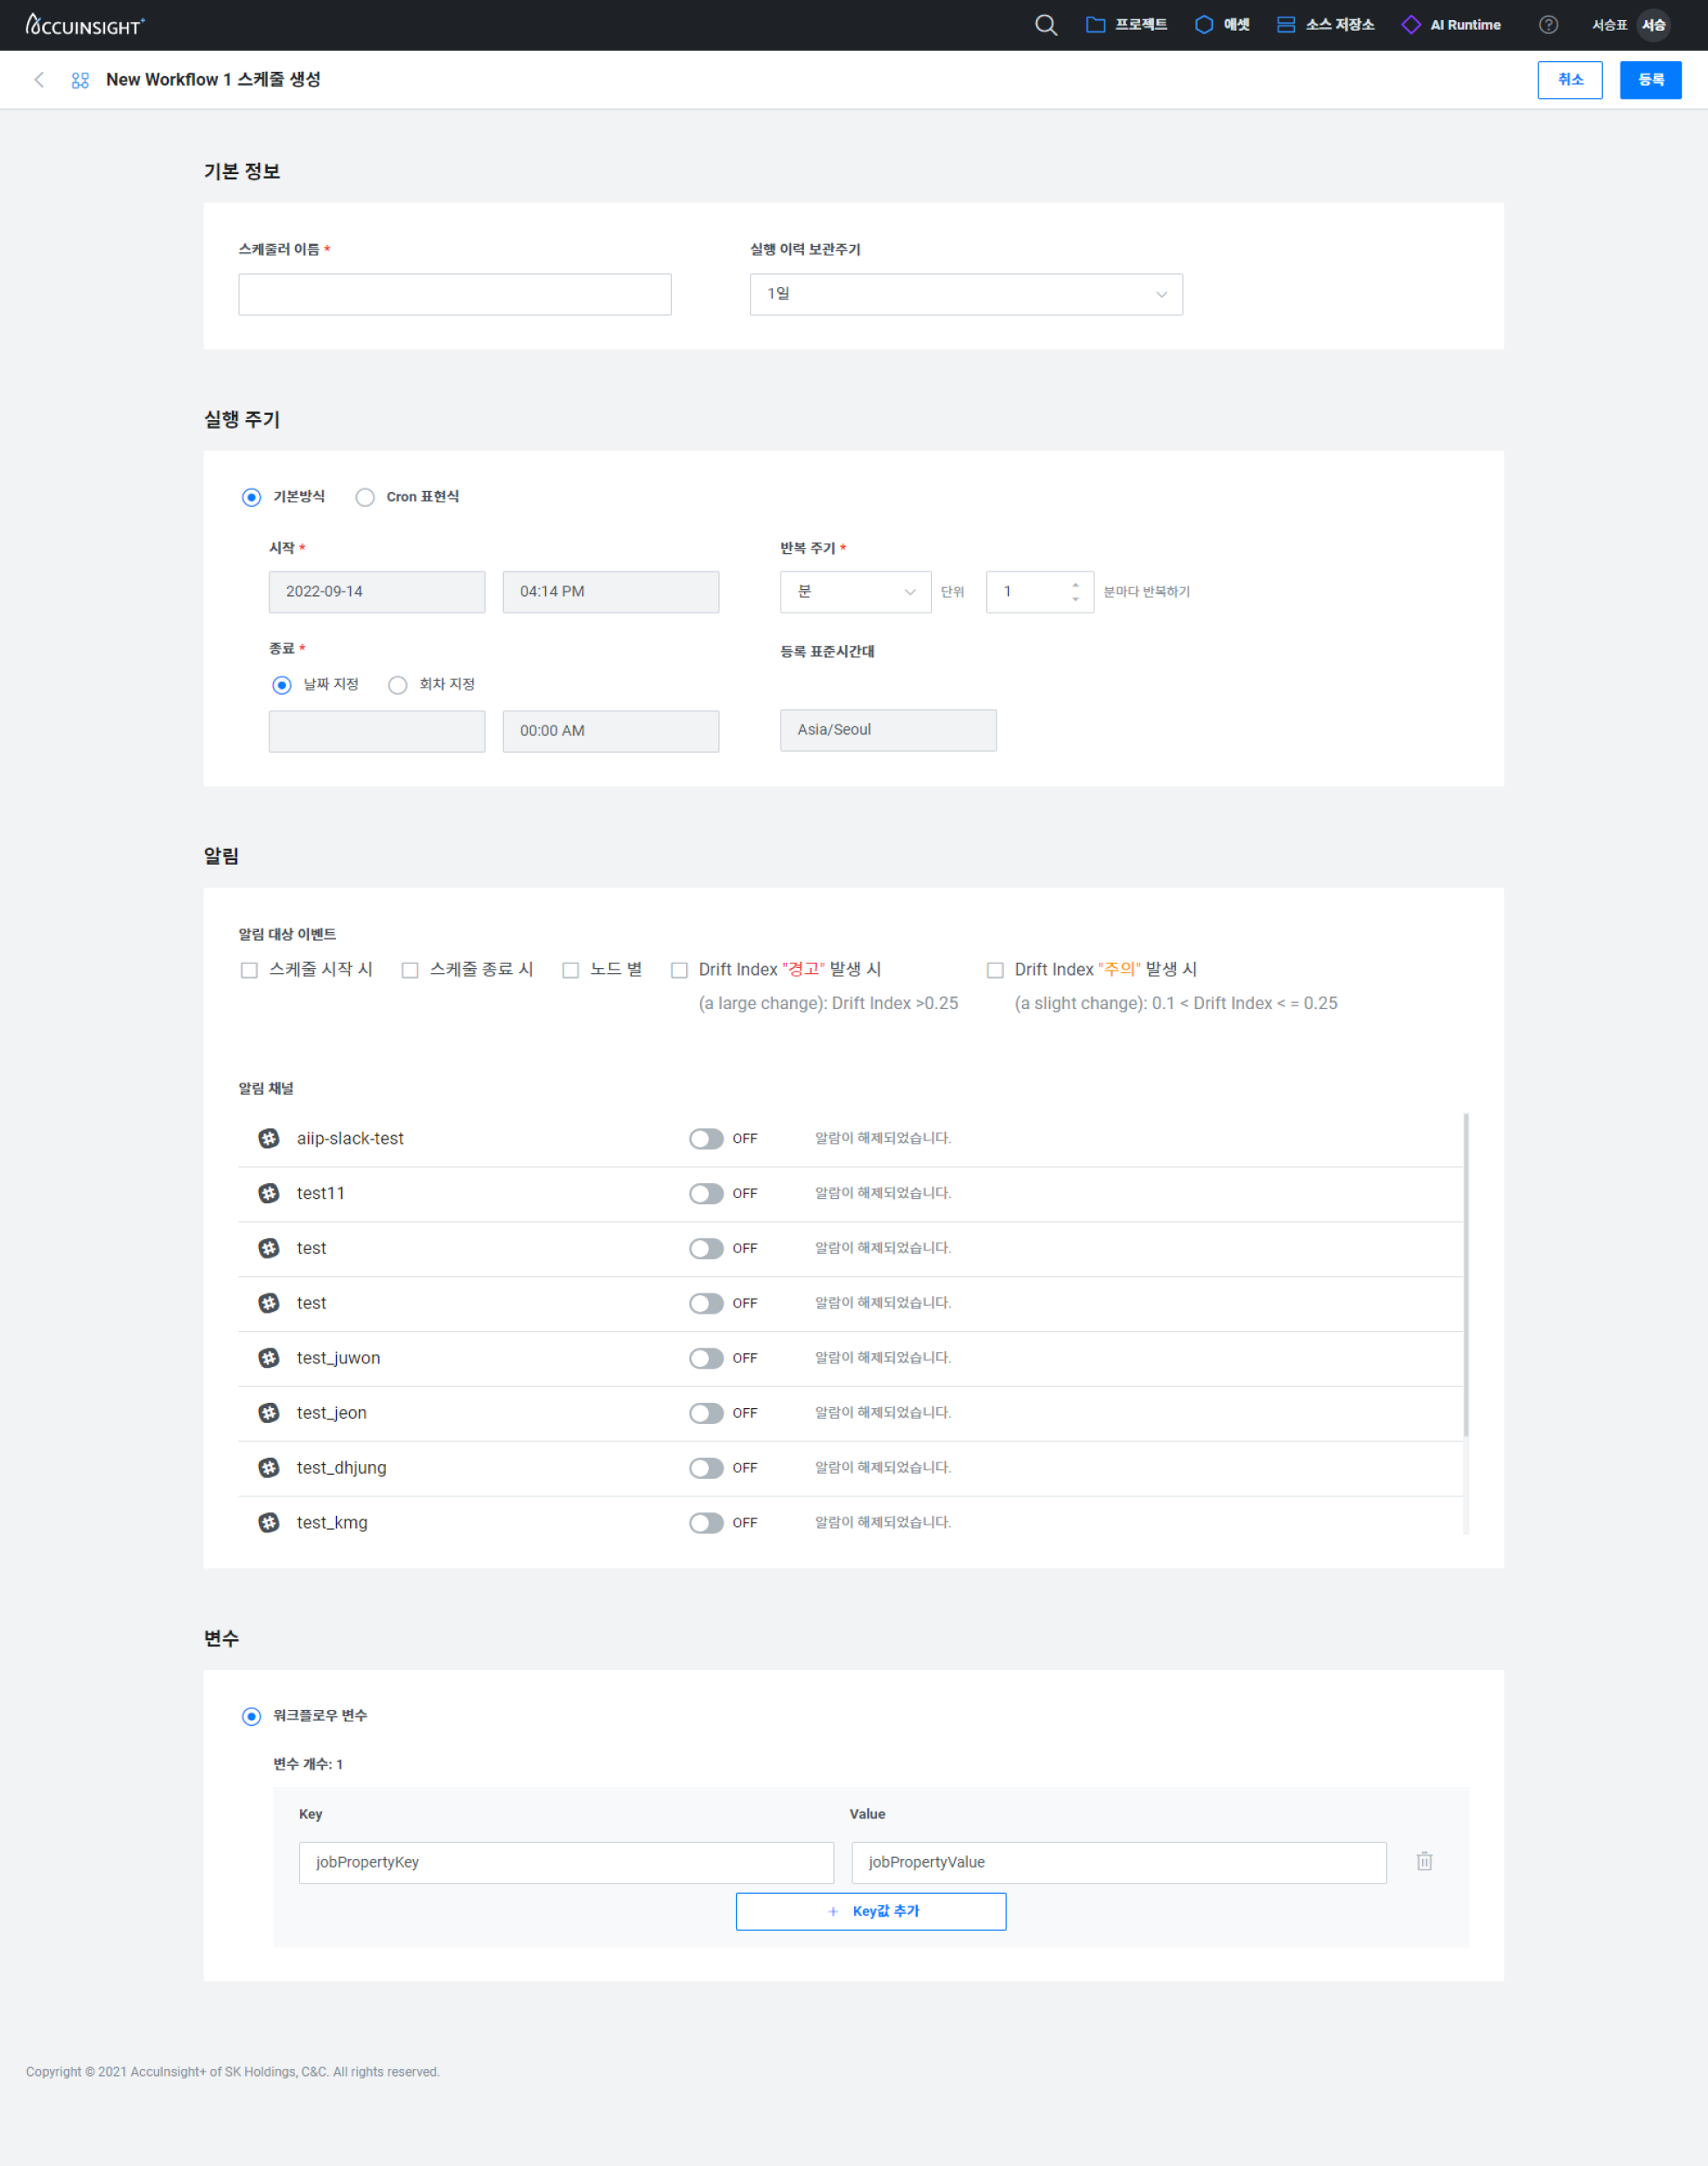 ACCUINSIGHT+ 프로젝트 애셋 소스 저장소 AI Runtime ? 서승표 서승
New Workflow 1 스케줄 생성 취소 등록
기본 정보
스케줄러 이름 * 실행 이력 보관주기
1일
실행 주기
기본방식 Cron 표현식
시작 * 반복 주기 *
2022-09-14 04:14 PM 분 단위 1 분마다 반복하기
종료 * 등록 표준시간대
날짜 지정 회차 지정
00:00 AM Asia/Seoul
알림
알림 대상 이벤트
스케줄 시작 시 스케줄 종료 시 노드 별 Drift Index "경고" 발생 시 Drift Index "주의" 발생 시
(a large change): Drift Index >0.25 (a slight change): 0.1 < Drift Index < = 0.25
알림 채널
aiip-slack-test OFF 알람이 해제되었습니다.
test11 OFF 알람이 해제되었습니다.
test OFF 알람이 해제되었습니다.
test OFF 알람이 해제되었습니다.
test_juwon OFF 알람이 해제되었습니다.
test_jeon OFF 알람이 해제되었습니다.
test_dhjung OFF 알람이 해제되었습니다.
test_kmg OFF 알람이 해제되었습니다.
변수
워크플로우 변수
변수 개수: 1
Key Value
jobPropertyKey jobPropertyValue
+ Key값 추가
Copyright © 2021 AccuInsight+ of SK Holdings, C&C. All rights reserved.